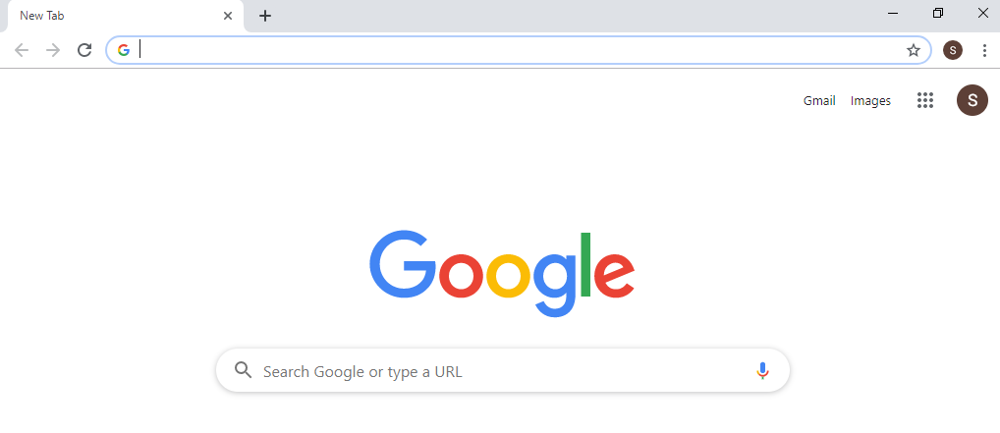 New Tab
S
Gmail Images S
Google
Search Google or type a URL